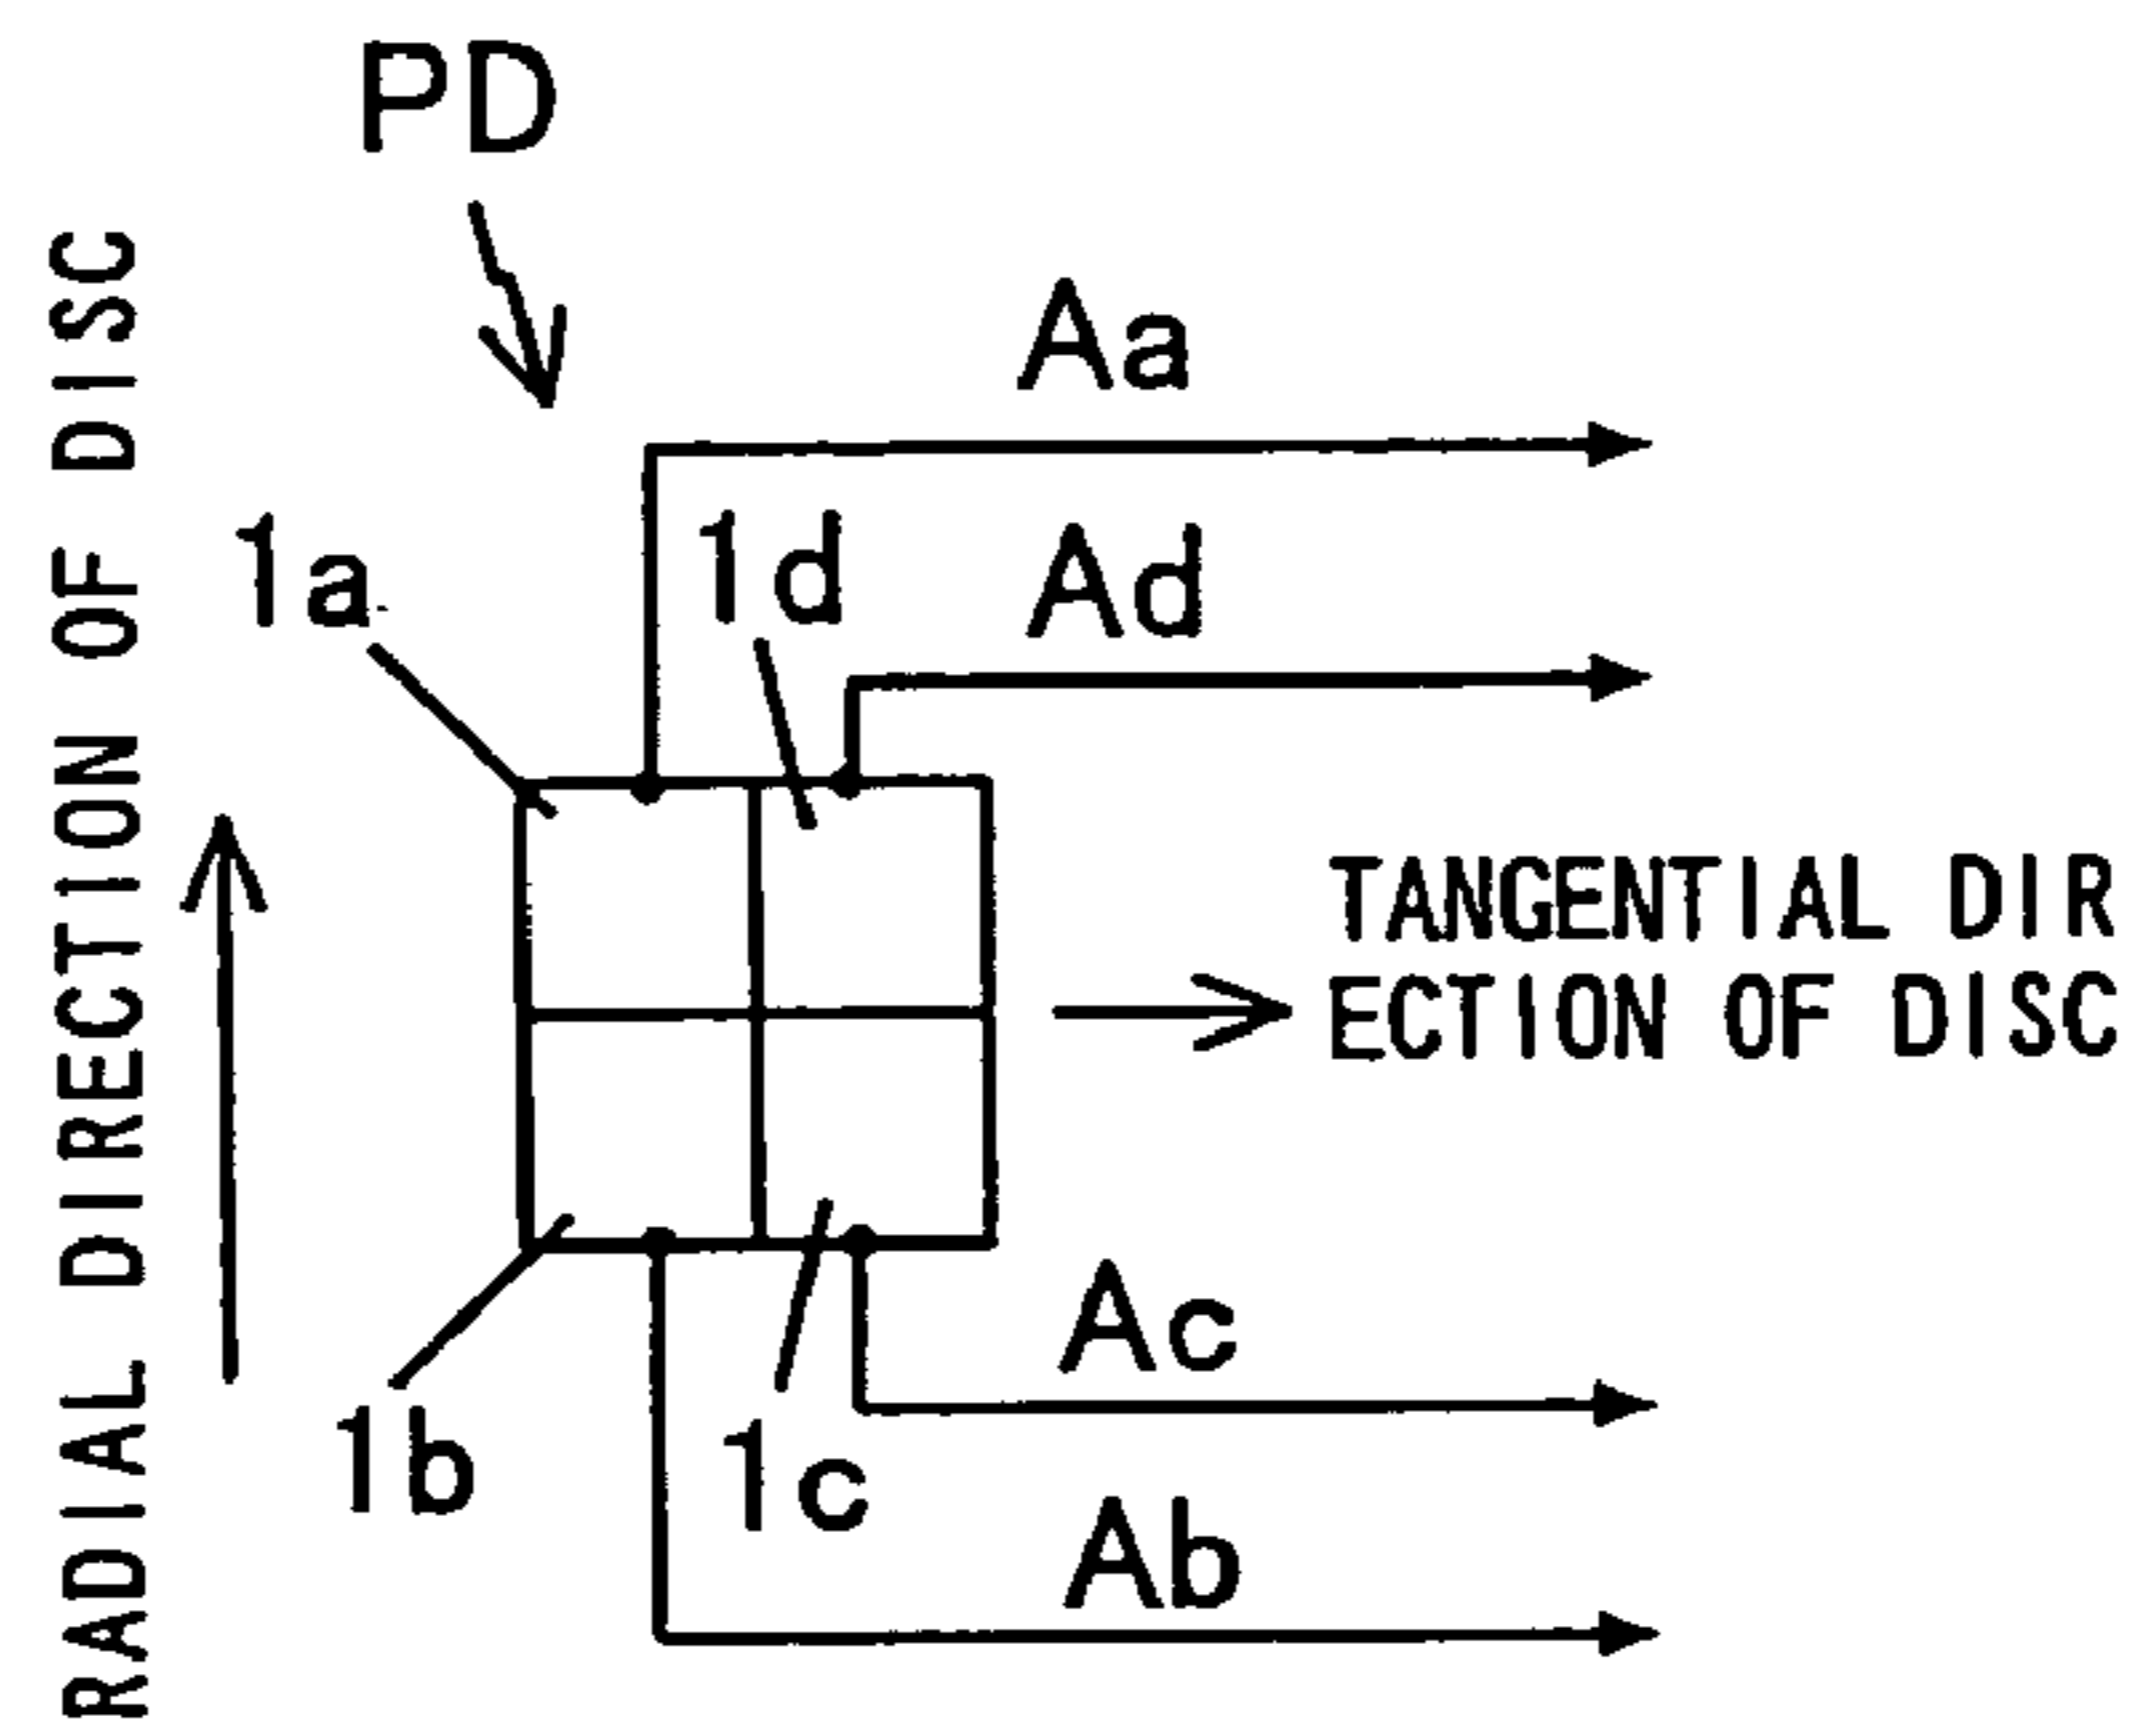 PD
RADIAL DIRECTION OF DISC
Aa
1a
1d
Ad
TANGENTIAL DIR
ECTION OF DISC
Ac
1b
1c
Ab